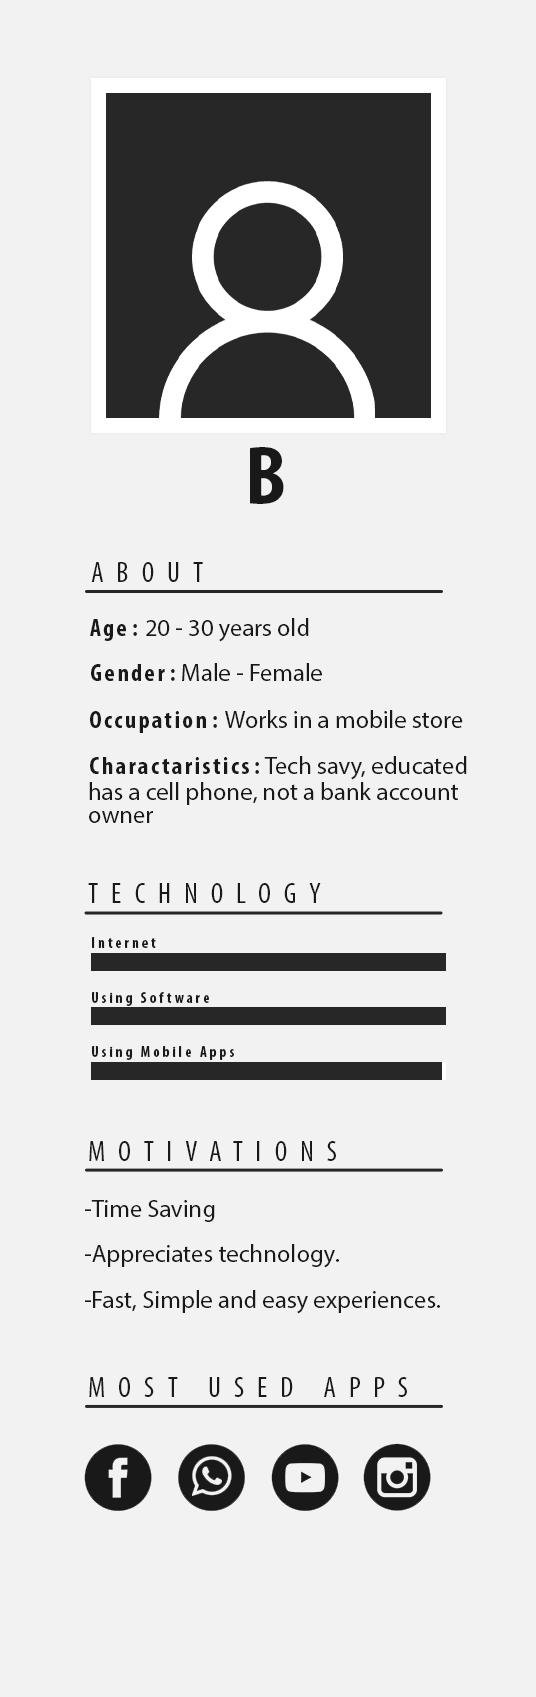 B
ABOUT
Age : 20 - 30 years old
Gender : Male - Female
Occupation : Works in a mobile store
Charactaristics : Tech savy, educated
has a cell phone, not a bank account
owner
TECHNOLOGY
Internet
Using Software
Using Mobile Apps
MOTIVATIONS
-Time Saving
-Appreciates technology.
-Fast, Simple and easy experiences.
MOST USED APPS